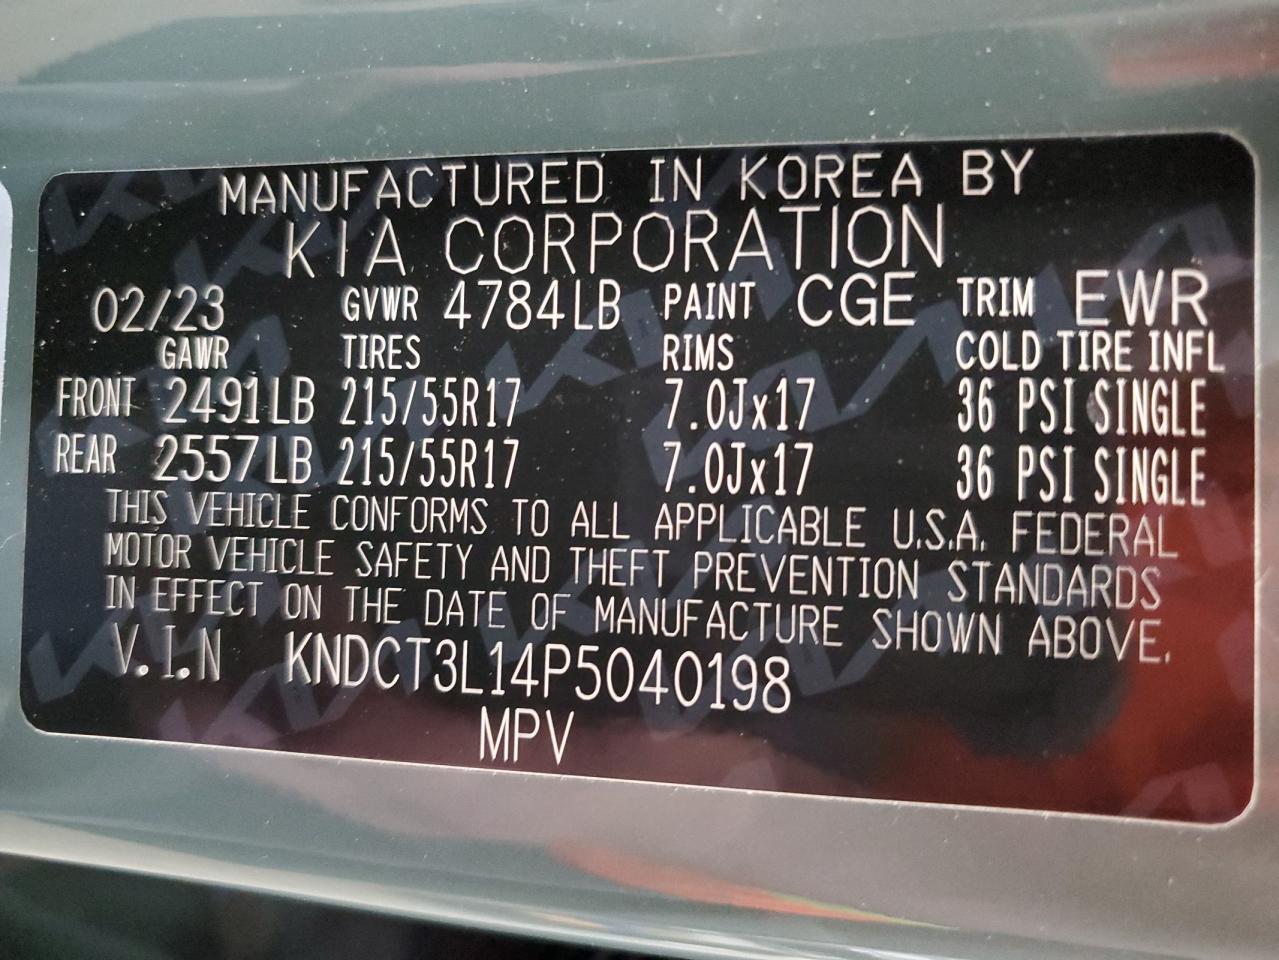 MANUFACTURED IN KOREA BY
KIA CORPORATION
02/23 GVWR 4784LB PAINT CGE TRIM EWR
GAWR TIRES RIMS COLD TIRE INFL
FRONT 2491LB 215/55R17 7.0Jx17 36 PSI SINGLE
REAR 2557LB 215/55R17 7.0Jx17 36 PSI SINGLE
THIS VEHICLE CONFORMS TO ALL APPLICABLE U.S.A. FEDERAL
MOTOR VEHICLE SAFETY AND THEFT PREVENTION STANDARDS
IN EFFECT ON THE DATE OF MANUFACTURE SHOWN ABOVE.
V.I.N KNDCT3L14P5040198
MPV